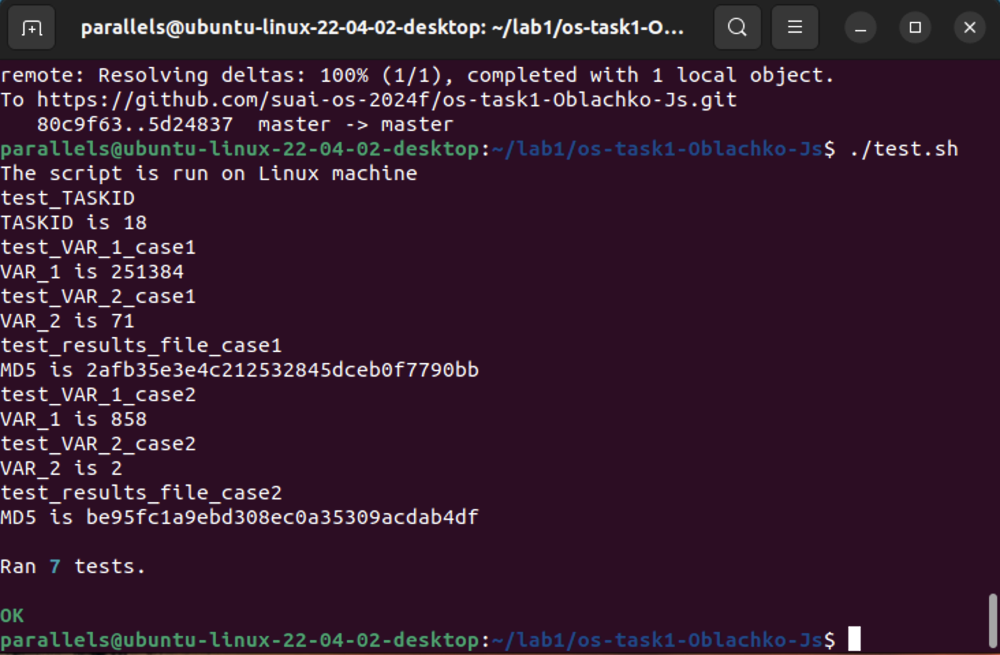 parallels@ubuntu-linux-22-04-02-desktop: ~/lab1/os-task1-O...
remote: Resolving deltas: 100% (1/1), completed with 1 local object.
To https://github.com/suai-os-2024f/os-task1-Oblachko-Js.git
   80c9f63..5d24837  master -> master
parallels@ubuntu-linux-22-04-02-desktop:~/lab1/os-task1-Oblachko-Js$ ./test.sh
The script is run on Linux machine
test_TASKID
TASKID is 18
test_VAR_1_case1
VAR_1 is 251384
test_VAR_2_case1
VAR_2 is 71
test_results_file_case1
MD5 is 2afb35e3e4c212532845dceb0f7790bb
test_VAR_1_case2
VAR_1 is 858
test_VAR_2_case2
VAR_2 is 2
test_results_file_case2
MD5 is be95fc1a9ebd308ec0a35309acdab4df

Ran 7 tests.

OK
parallels@ubuntu-linux-22-04-02-desktop:~/lab1/os-task1-Oblachko-Js$